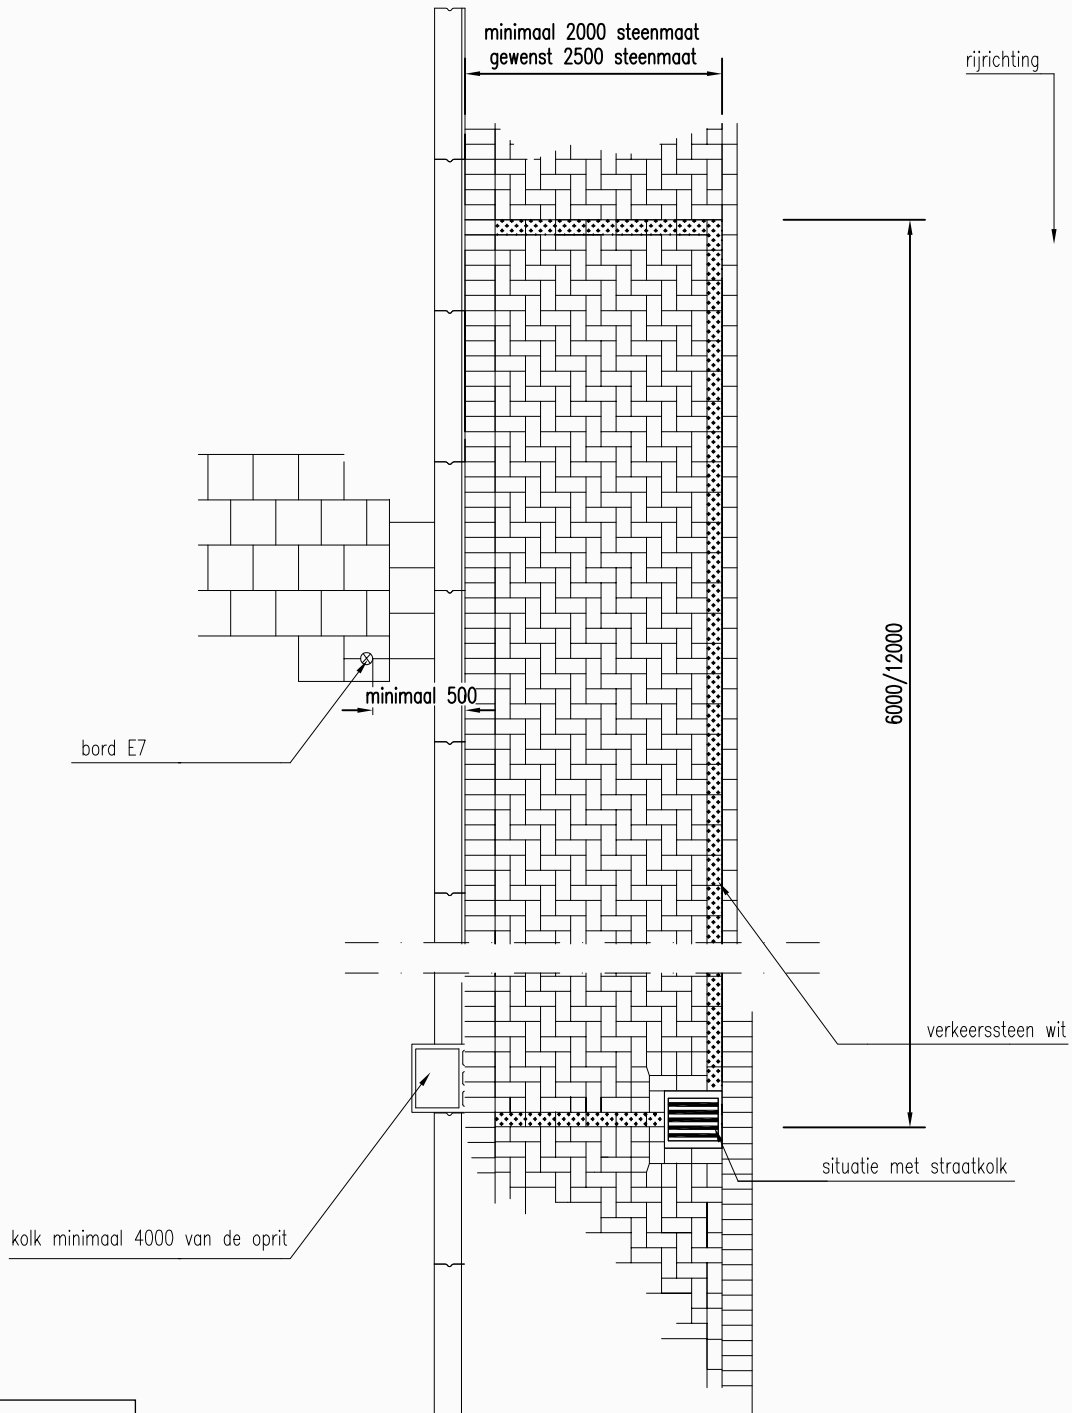 minimaal 2000 steenmaat
gewenst 2500 steenmaat
rijrichting
6000/12000
minimaal 500
bord E7
verkeerssteen wit
situatie met straatkolk
kolk minimaal 4000 van de oprit